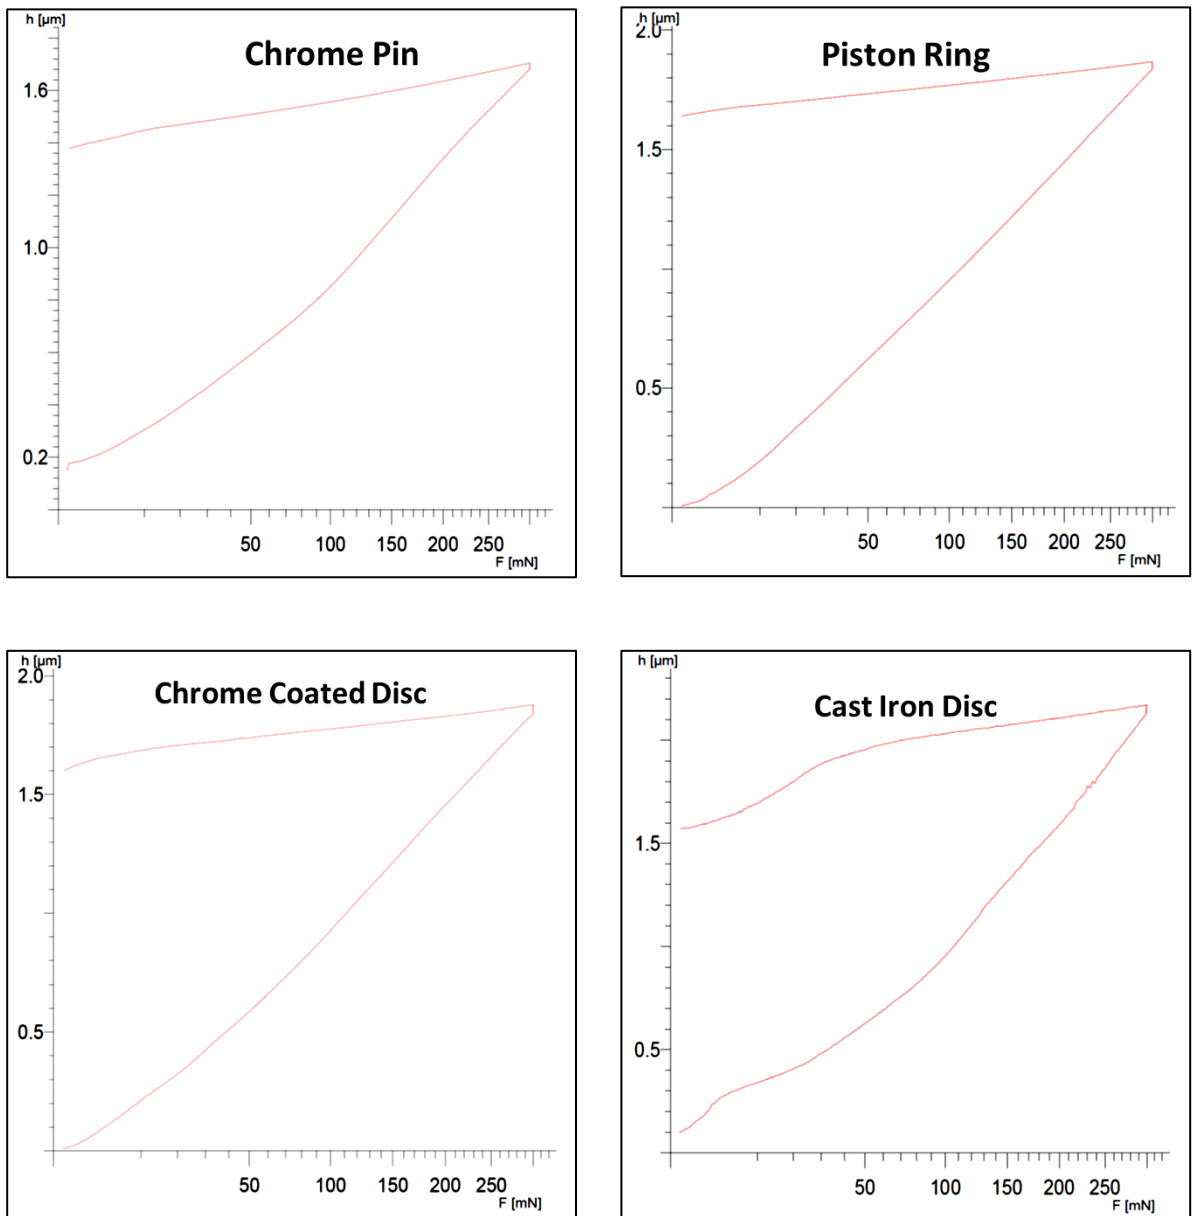 h [µm]
Chrome Pin
1.6
1.0
0.2
50 100 150 200 250
F [mN]
h [µm]
2.0
Piston Ring
1.5
0.5
50 100 150 200 250
F [mN]
h [µm]
2.0
Chrome Coated Disc
1.5
0.5
50 100 150 200 250
F [mN]
h [µm]
Cast Iron Disc
1.5
0.5
50 100 150 200 250
F [mN]